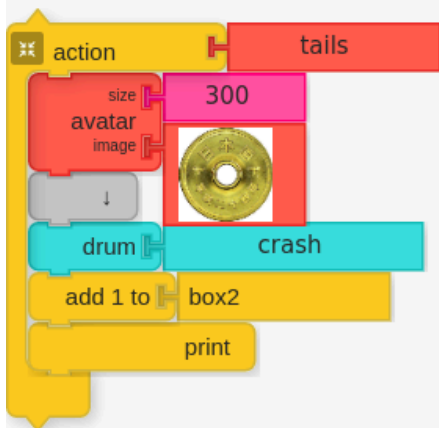 action tails
size 300
avatar
image
↓
drum crash
add 1 to box2
print